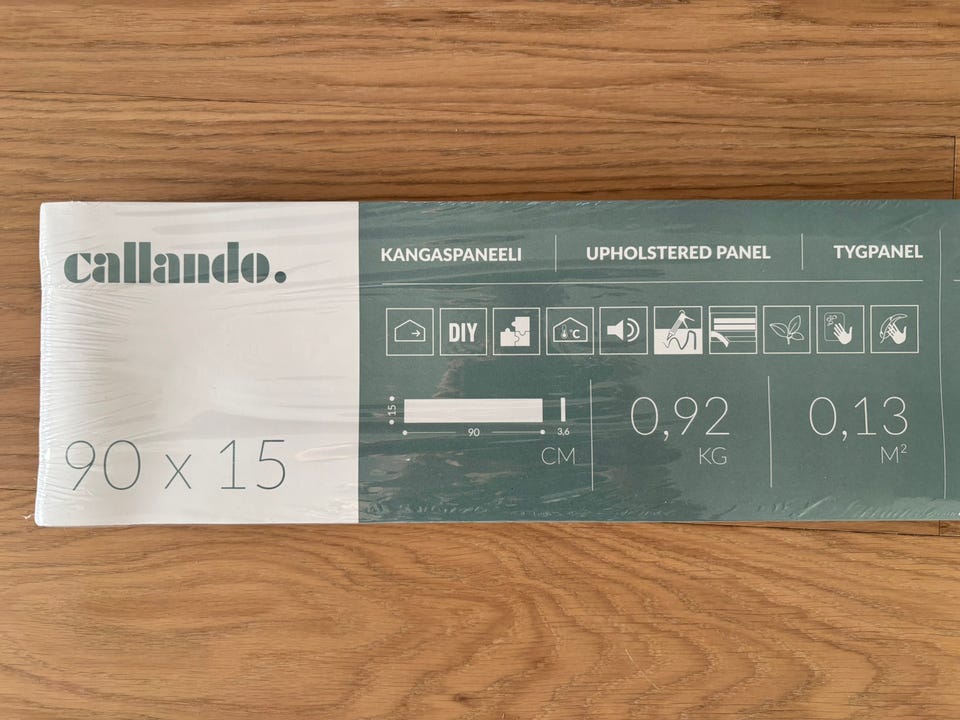 callando.
90 x 15
KANGASPANEELI UPHOLSTERED PANEL TYGPANEL
DIY °C
15
90 3,6
CM
0,92
KG
0,13
M²